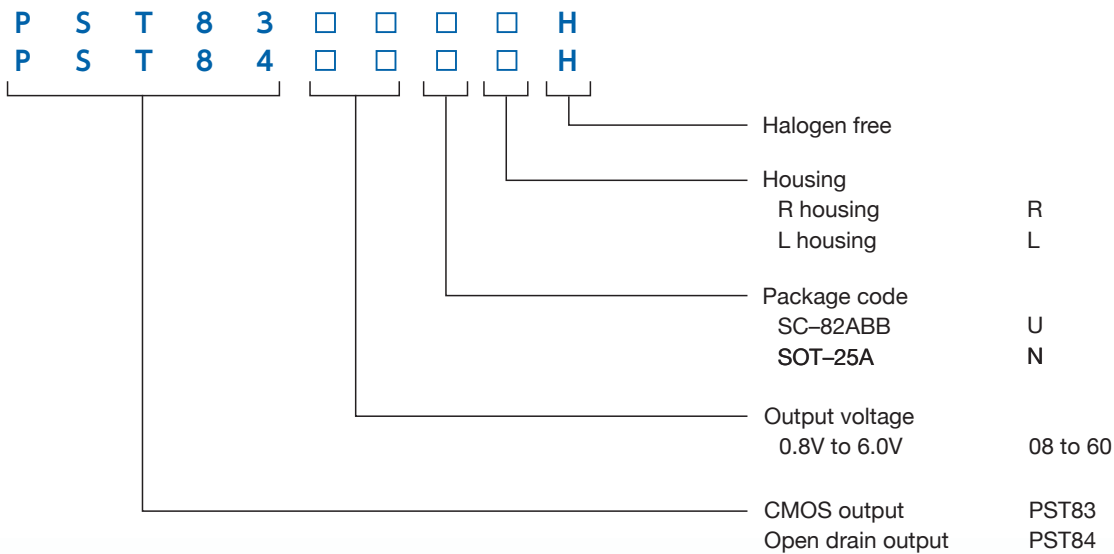 P S T 8 3 □ □ □ □ H
P S T 8 4 □ □ □ □ H
Halogen free
Housing
R housing R
L housing L
Package code
SC–82ABB U
SOT–25A N
Output voltage
0.8V to 6.0V 08 to 60
CMOS output PST83
Open drain output PST84